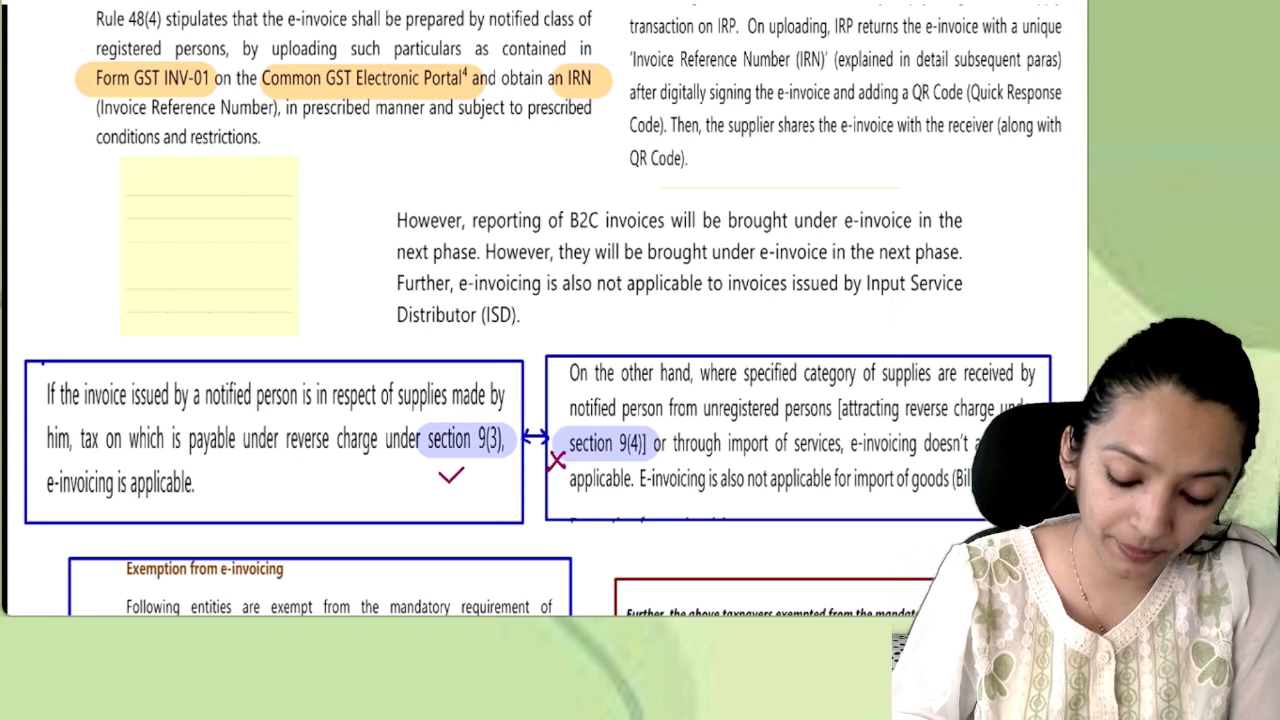 Rule 48(4) stipulates that the e-invoice shall be prepared by notified class of
registered persons, by uploading such particulars as contained in
Form GST INV-01 on the Common GST Electronic Portal4 and obtain an IRN
(Invoice Reference Number), in prescribed manner and subject to prescribed
conditions and restrictions.
transaction on IRP. On uploading, IRP returns the e-invoice with a unique
'Invoice Reference Number (IRN)' (explained in detail subsequent paras)
after digitally signing the e-invoice and adding a QR Code (Quick Response
Code). Then, the supplier shares the e-invoice with the receiver (along with
QR Code).
However, reporting of B2C invoices will be brought under e-invoice in the
next phase. However, they will be brought under e-invoice in the next phase.
Further, e-invoicing is also not applicable to invoices issued by Input Service
Distributor (ISD).
If the invoice issued by a notified person is in respect of supplies made by
him, tax on which is payable under reverse charge under section 9(3),
e-invoicing is applicable.
On the other hand, where specified category of supplies are received by
notified person from unregistered persons [attracting reverse charge
section 9(4)] or through import of services, e-invoicing doesn't
applicable. E-invoicing is also not applicable for import of goods
Exemption from e-invoicing
Following entities are exempt from the mandatory requirement of
Further, the above taxpayers exempted from the